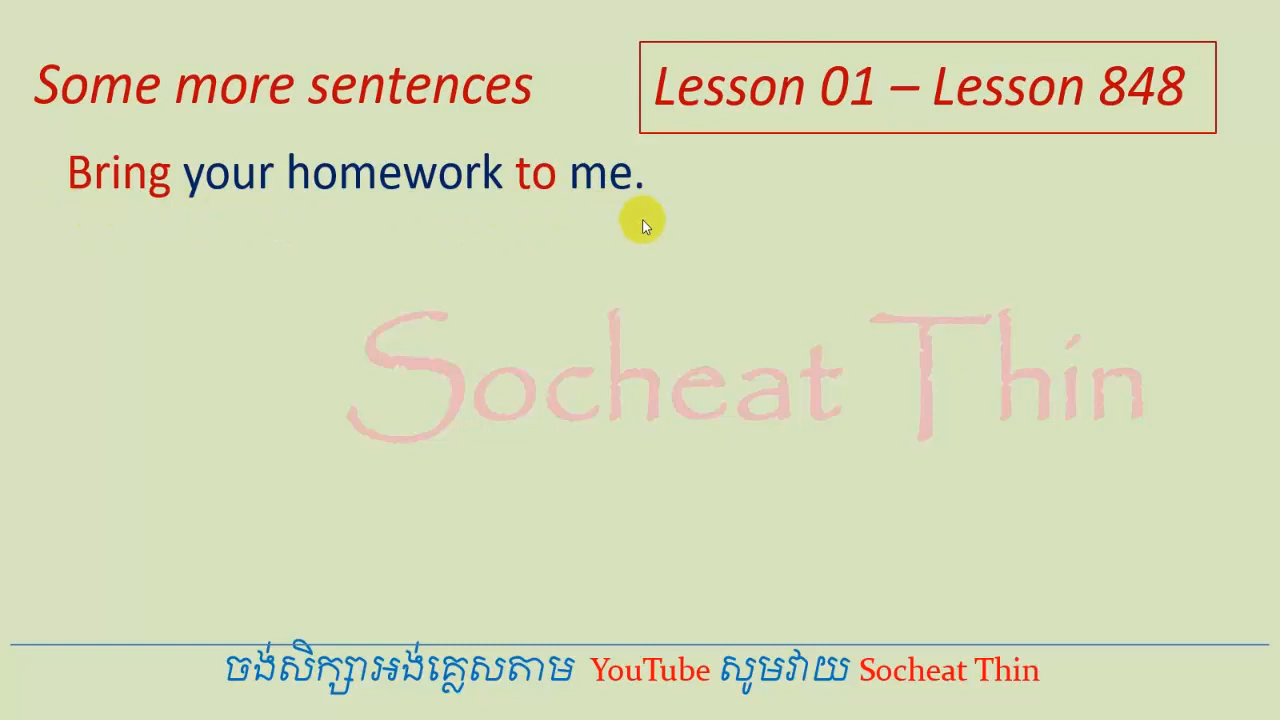 Some more sentences
Lesson 01 – Lesson 848
Bring your homework to me.
Socheat Thin
ចង់សិក្សាអង់គ្លេសតាម YouTube សូមវាយ Socheat Thin